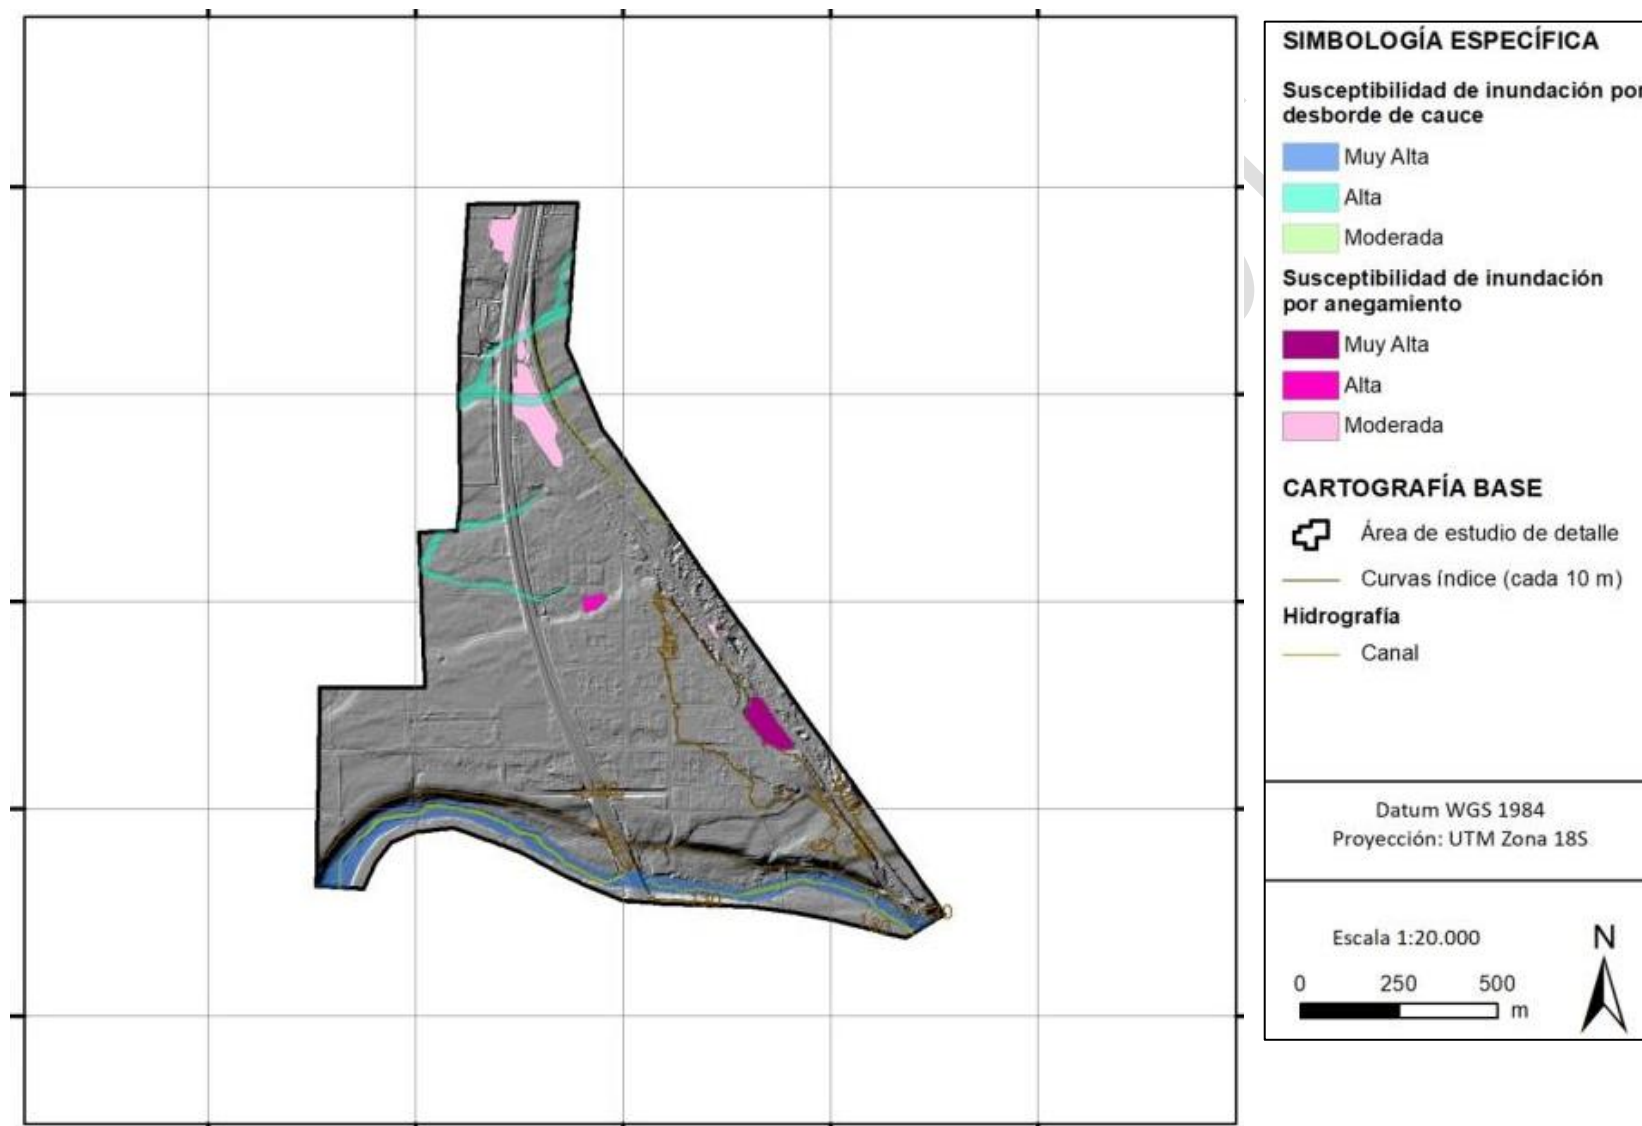 SIMBOLOGÍA ESPECÍFICA
Susceptibilidad de inundación por
desborde de cauce
Muy Alta
Alta
Moderada
Susceptibilidad de inundación
por anegamiento
Muy Alta
Alta
Moderada
CARTOGRAFÍA BASE
Área de estudio de detalle
Curvas índice (cada 10 m)
Hidrografía
Canal
Datum WGS 1984
Proyección: UTM Zona 18S
Escala 1:20.000
N
0 250 500
m